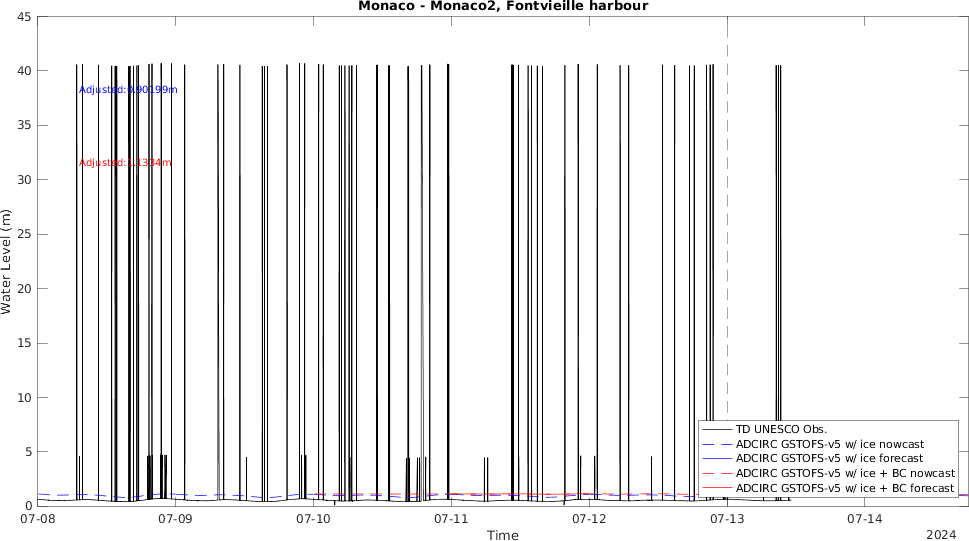 Monaco - Monaco2, Fontvieille harbour
45
40
35
30
25
20
15
10
5
0
Water Level (m)
Adjusted: 0.90199m
Adjusted: 1.1334m
TD UNESCO Obs.
ADCIRC GSTOFS-v5 w/ ice nowcast
ADCIRC GSTOFS-v5 w/ ice forecast
ADCIRC GSTOFS-v5 w/ ice + BC nowcast
ADCIRC GSTOFS-v5 w/ ice + BC forecast
07-08 07-09 07-10 07-11 07-12 07-13 07-14
Time
2024